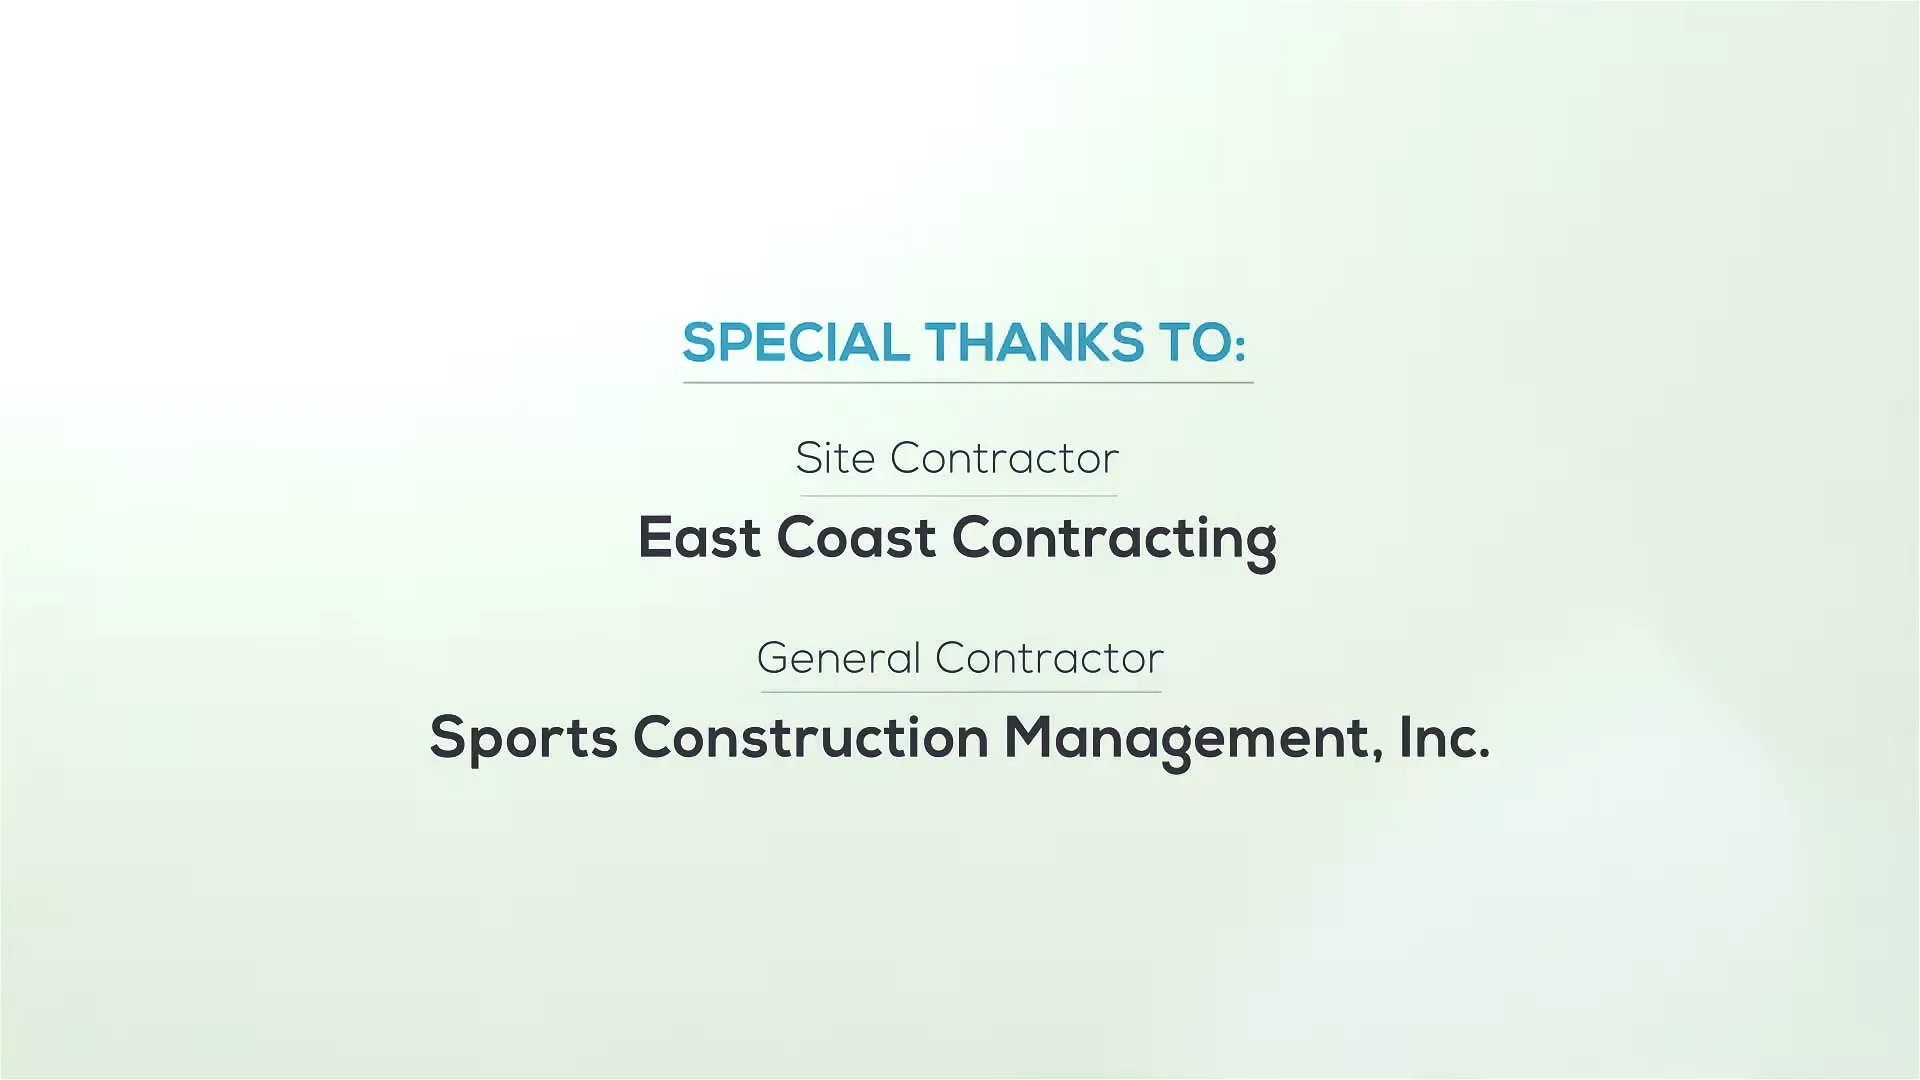 SPECIAL THANKS TO:
Site Contractor
East Coast Contracting
General Contractor
Sports Construction Management, Inc.